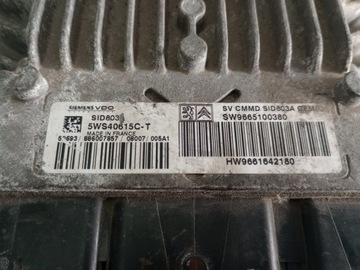 SIEMENS VDO
SID803
5WS40615C-T
MADE IN FRANCE
SV CMMD SID803A
SW9665100380
HW9661642180